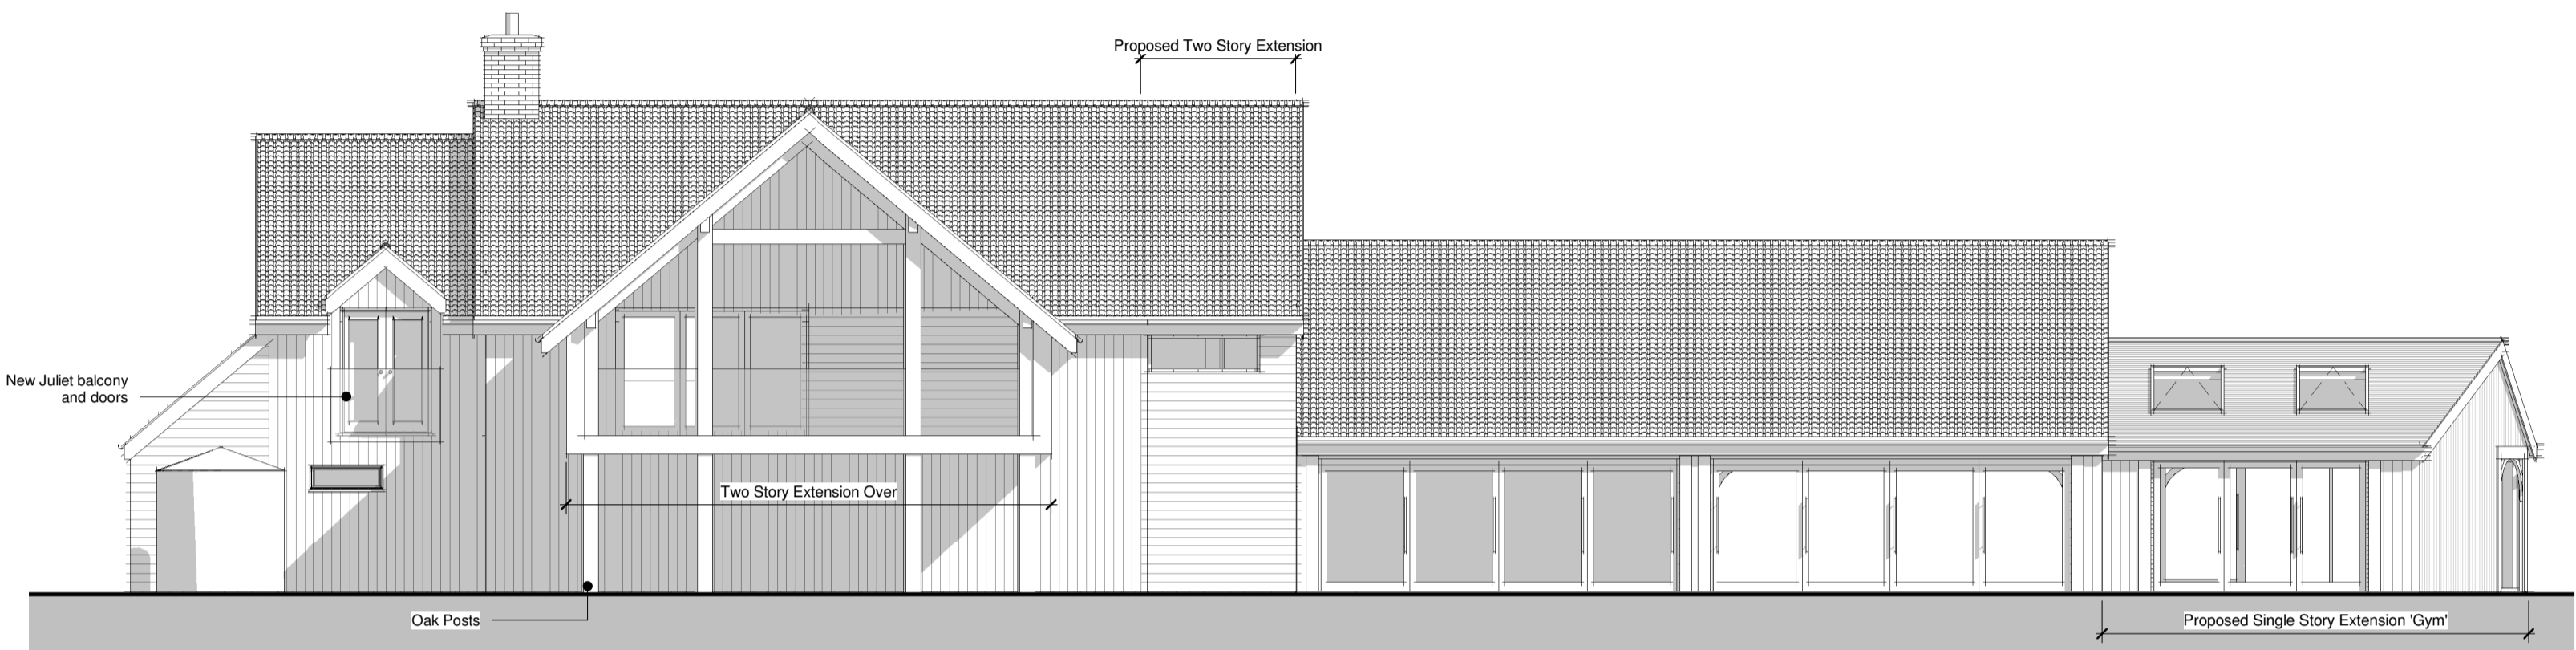 Proposed Two Story Extension
New Juliet balcony
and doors
Two Story Extension Over
Oak Posts
Proposed Single Story Extension 'Gym'